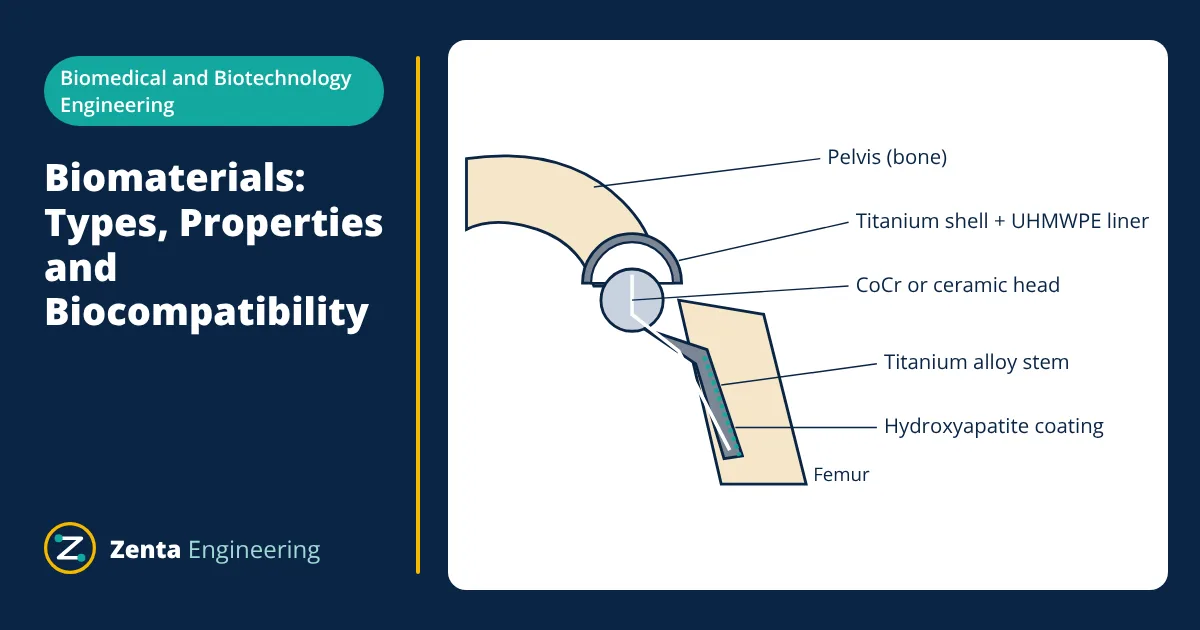 Biomedical and Biotechnology
Engineering
Biomaterials:
Types, Properties
and
Biocompatibility
Z
Zenta Engineering
Pelvis (bone)
Titanium shell + UHMWPE liner
CoCr or ceramic head
Titanium alloy stem
Hydroxyapatite coating
Femur